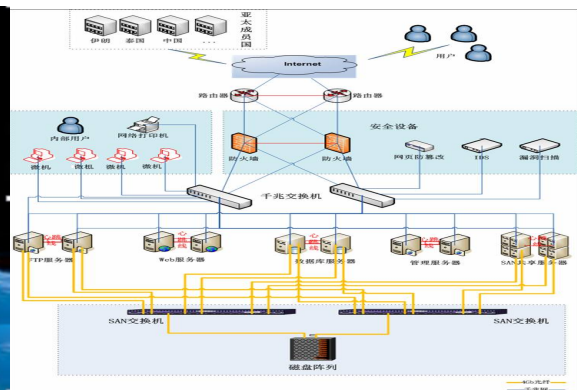 亚太成员国
伊朗
泰国
中国
...
用户
Internet
路由器
路由器
安全设备
内部用户
网络打印机
微机
微机
微机
微机
防火墙
防火墙
网页防篡改
IDS
漏洞扫描
千兆交换机
心跳线
心跳线
心跳线
心跳线
心跳线
FTP服务器
Web服务器
数据库服务器
管理服务器
SAN共享服务器
SAN交换机
SAN交换机
磁盘阵列
4Gb光纤